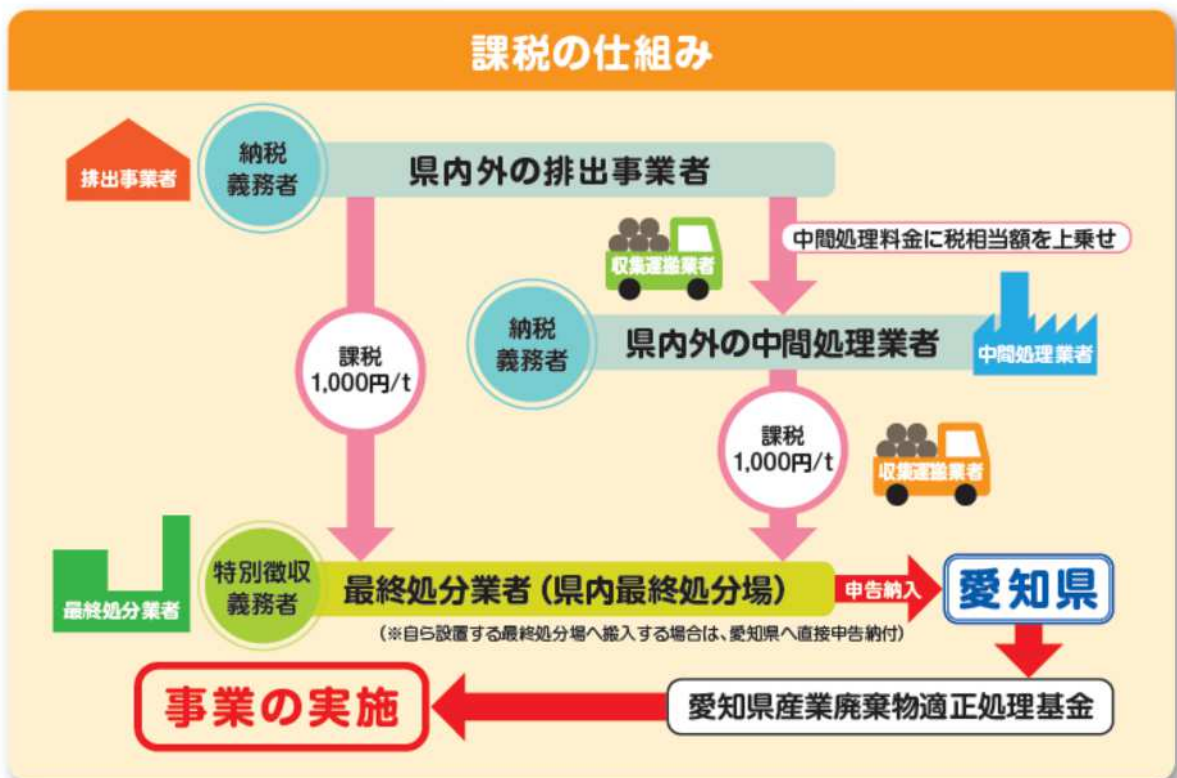 課税の仕組み
排出事業者
納税
義務者
県内外の排出事業者
収集運搬業者
中間処理料金に税相当額を上乗せ
課税
1,000円/t
納税
義務者
県内外の中間処理業者
中間処理業者
課税
1,000円/t
収集運搬業者
最終処分業者
特別徴収
義務者
最終処分業者（県内最終処分場）
申告納入
愛知県
（※自ら設置する最終処分場へ搬入する場合は、愛知県へ直接申告納付）
事業の実施
愛知県産業廃棄物適正処理基金